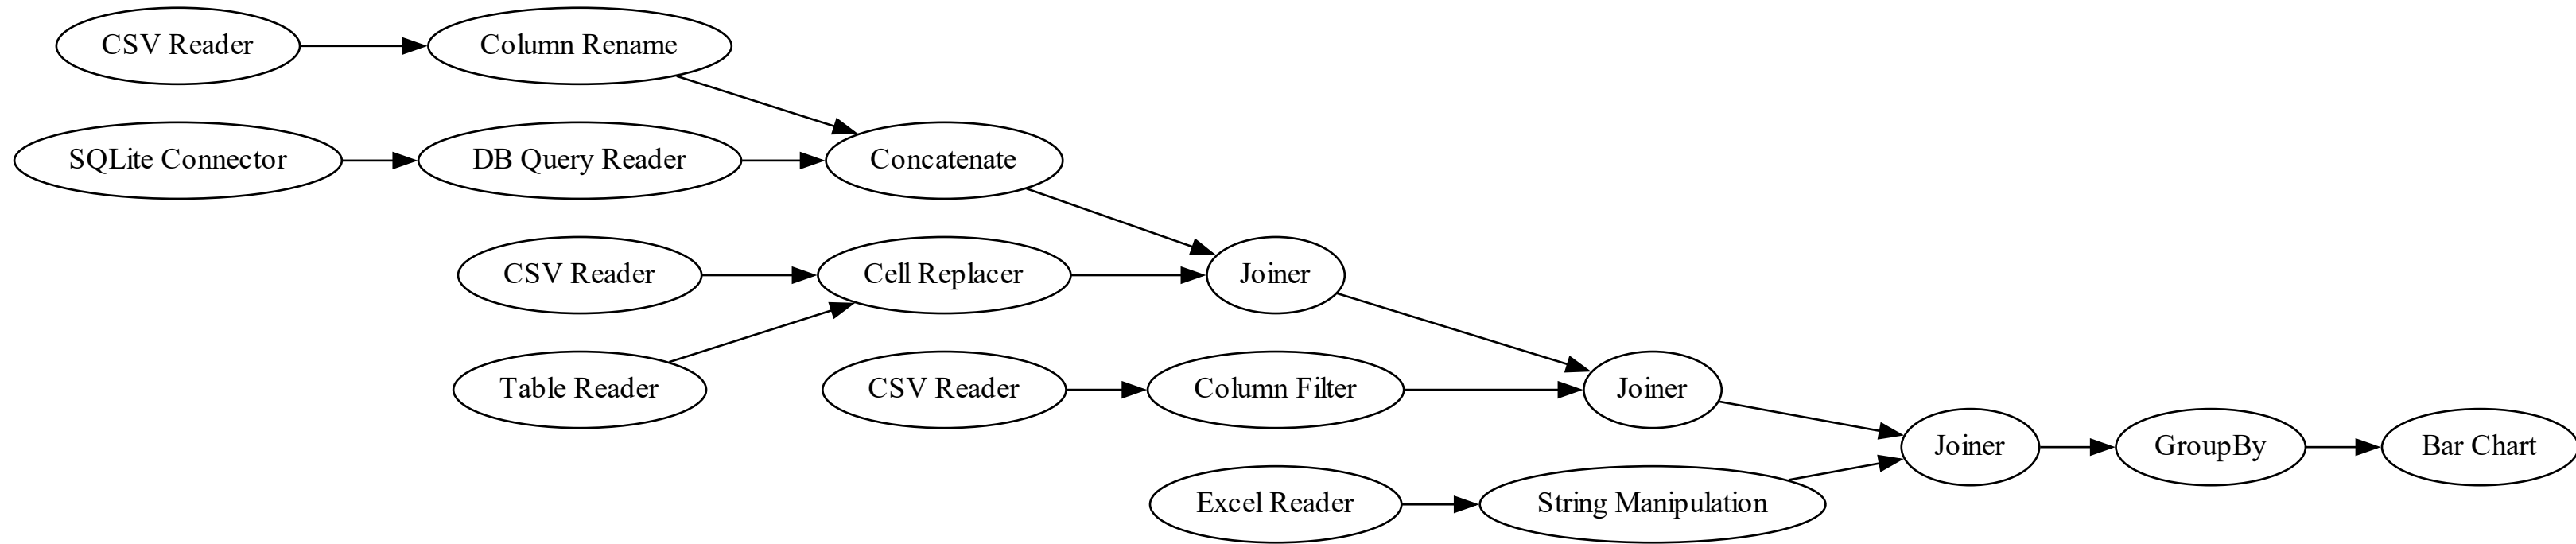 CSV Reader
Column Rename
SQLite Connector
DB Query Reader
Concatenate
CSV Reader
Cell Replacer
Joiner
Table Reader
CSV Reader
Column Filter
Joiner
Joiner
GroupBy
Bar Chart
Excel Reader
String Manipulation